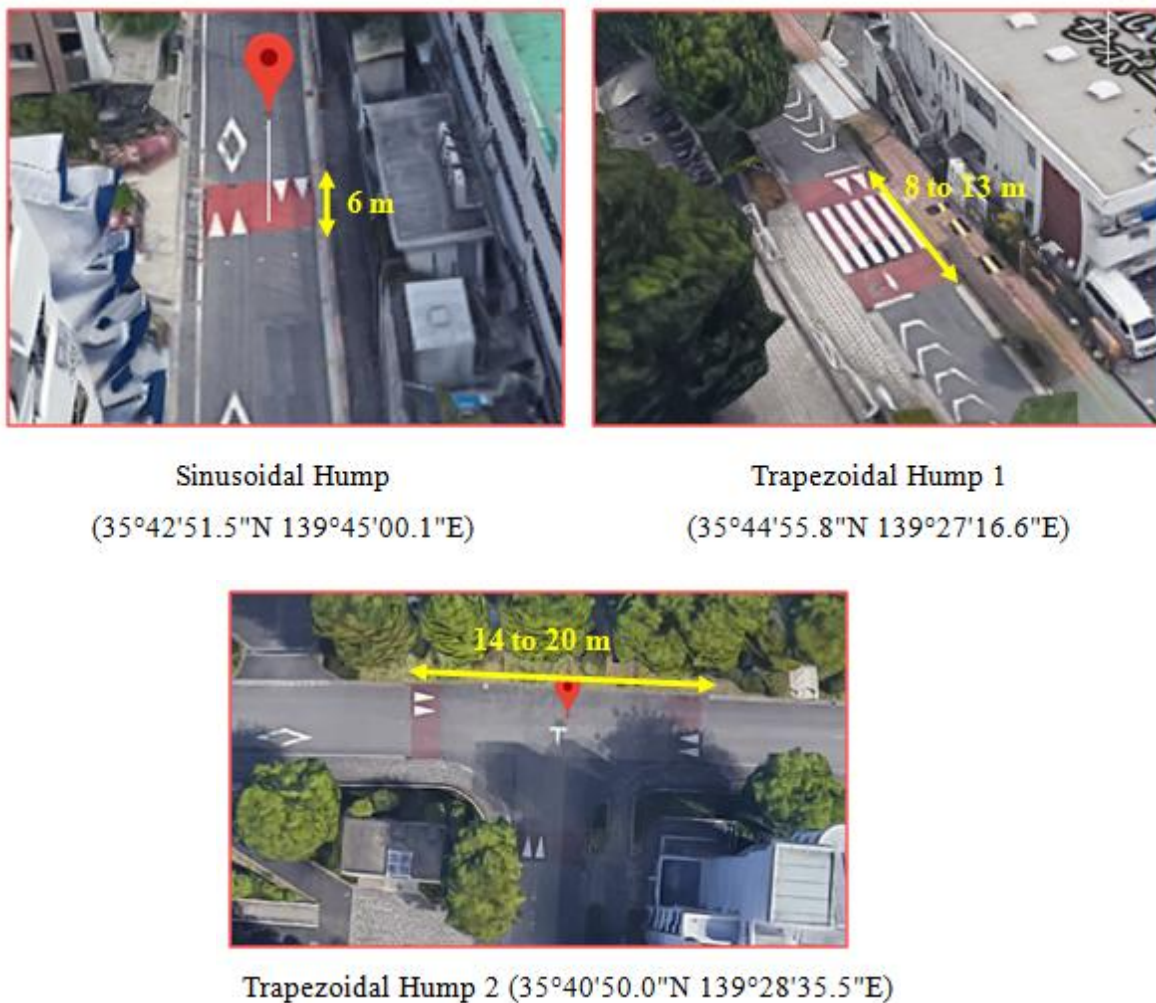 6 m
8 to 13 m
Sinusoidal Hump
(35°42'51.5"N 139°45'00.1"E)
Trapezoidal Hump 1
(35°44'55.8"N 139°27'16.6"E)
14 to 20 m
Trapezoidal Hump 2 (35°40'50.0"N 139°28'35.5"E)